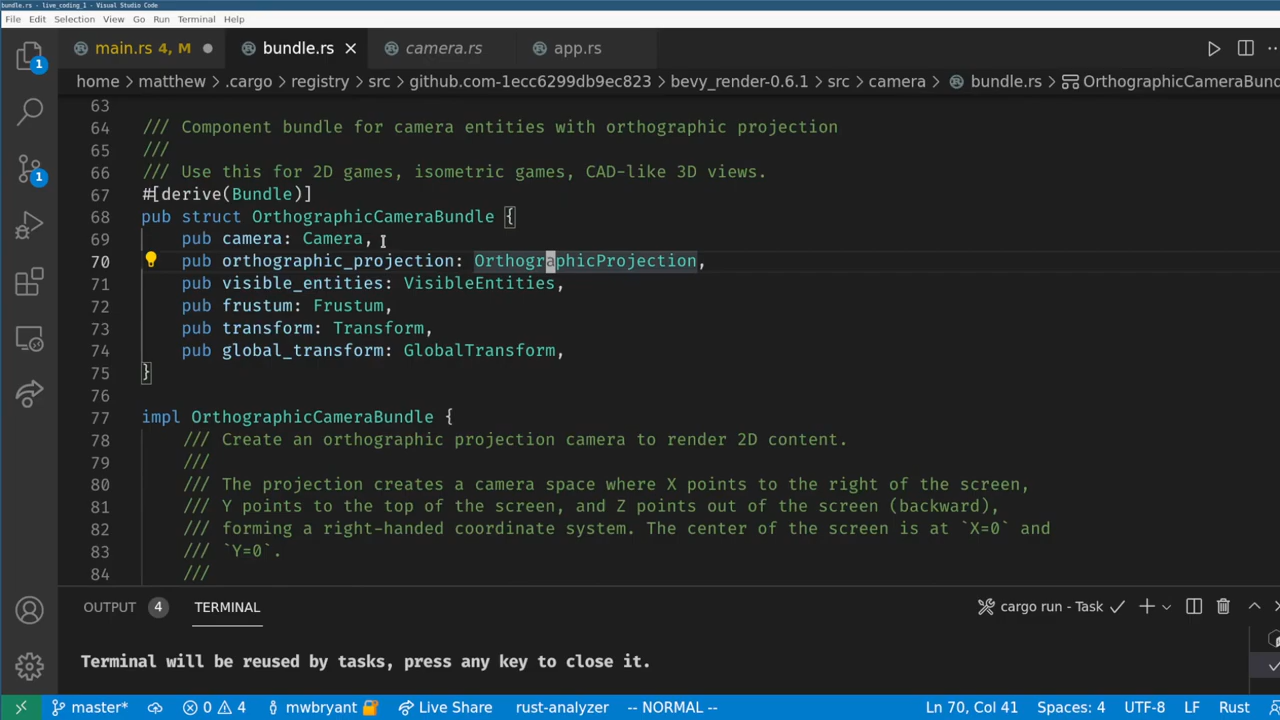 bundle.rs - live_coding_1 - Visual Studio Code
File Edit Selection View Go Run Terminal Help
main.rs 4, M bundle.rs camera.rs app.rs
home matthew .cargo registry src github.com-1ecc6299db9ec823 bevy_render-0.6.1 src camera bundle.rs OrthographicCameraBund
63
64 /// Component bundle for camera entities with orthographic projection
65 ///
66 /// Use this for 2D games, isometric games, CAD-like 3D views.
67 #[derive(Bundle)]
68 pub struct OrthographicCameraBundle {
69 pub camera: Camera,
70 pub orthographic_projection: OrthographicProjection,
71 pub visible_entities: VisibleEntities,
72 pub frustum: Frustum,
73 pub transform: Transform,
74 pub global_transform: GlobalTransform,
75 }
76
77 impl OrthographicCameraBundle {
78 /// Create an orthographic projection camera to render 2D content.
79 ///
80 /// The projection creates a camera space where X points to the right of the screen,
81 /// Y points to the top of the screen, and Z points out of the screen (backward),
82 /// forming a right-handed coordinate system. The center of the screen is at `X=0` and
83 /// `Y=0`.
84 ///
1
1
OUTPUT 4 TERMINAL cargo run - Task
Terminal will be reused by tasks, press any key to close it.
master* 0 4 mwbryant Live Share rust-analyzer -- NORMAL -- Ln 70, Col 41 Spaces: 4 UTF-8 LF Rust